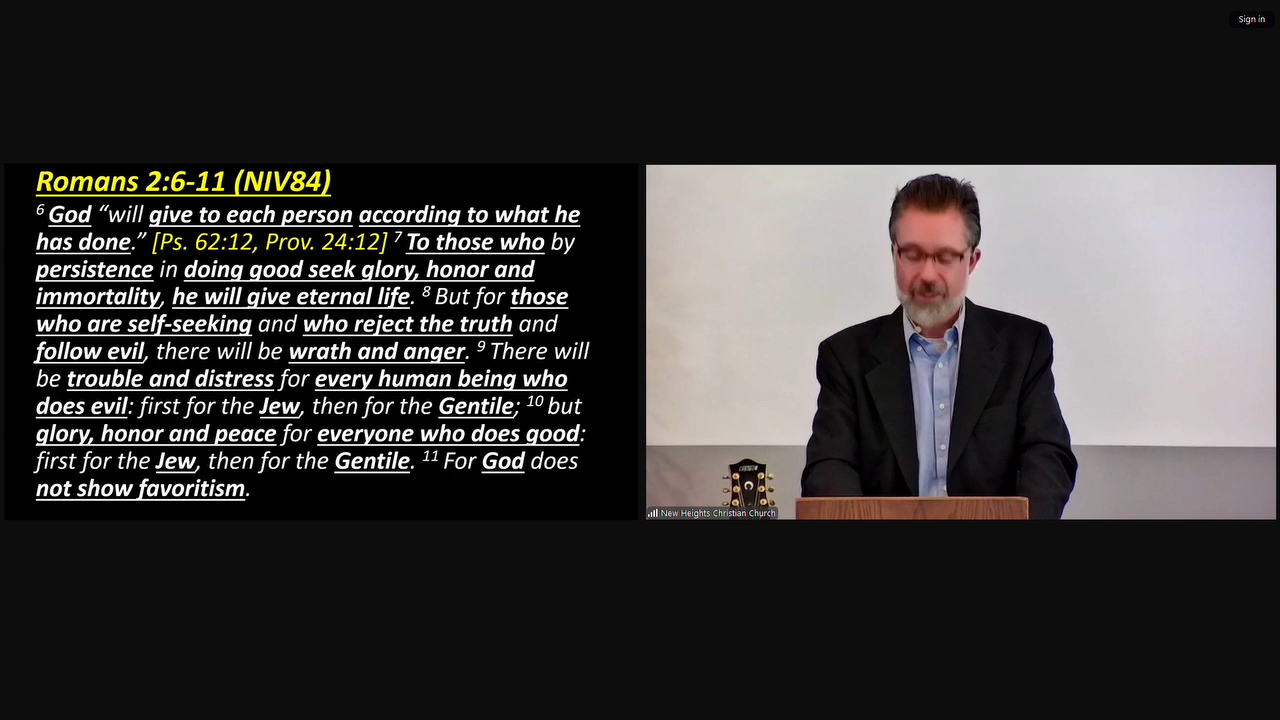 Sign in
Romans 2:6-11 (NIV84)
6 God “will give to each person according to what he
has done.” [Ps. 62:12, Prov. 24:12] 7 To those who by
persistence in doing good seek glory, honor and
immortality, he will give eternal life. 8 But for those
who are self-seeking and who reject the truth and
follow evil, there will be wrath and anger. 9 There will
be trouble and distress for every human being who
does evil: first for the Jew, then for the Gentile; 10 but
glory, honor and peace for everyone who does good:
first for the Jew, then for the Gentile. 11 For God does
not show favoritism.
New Heights Christian Church